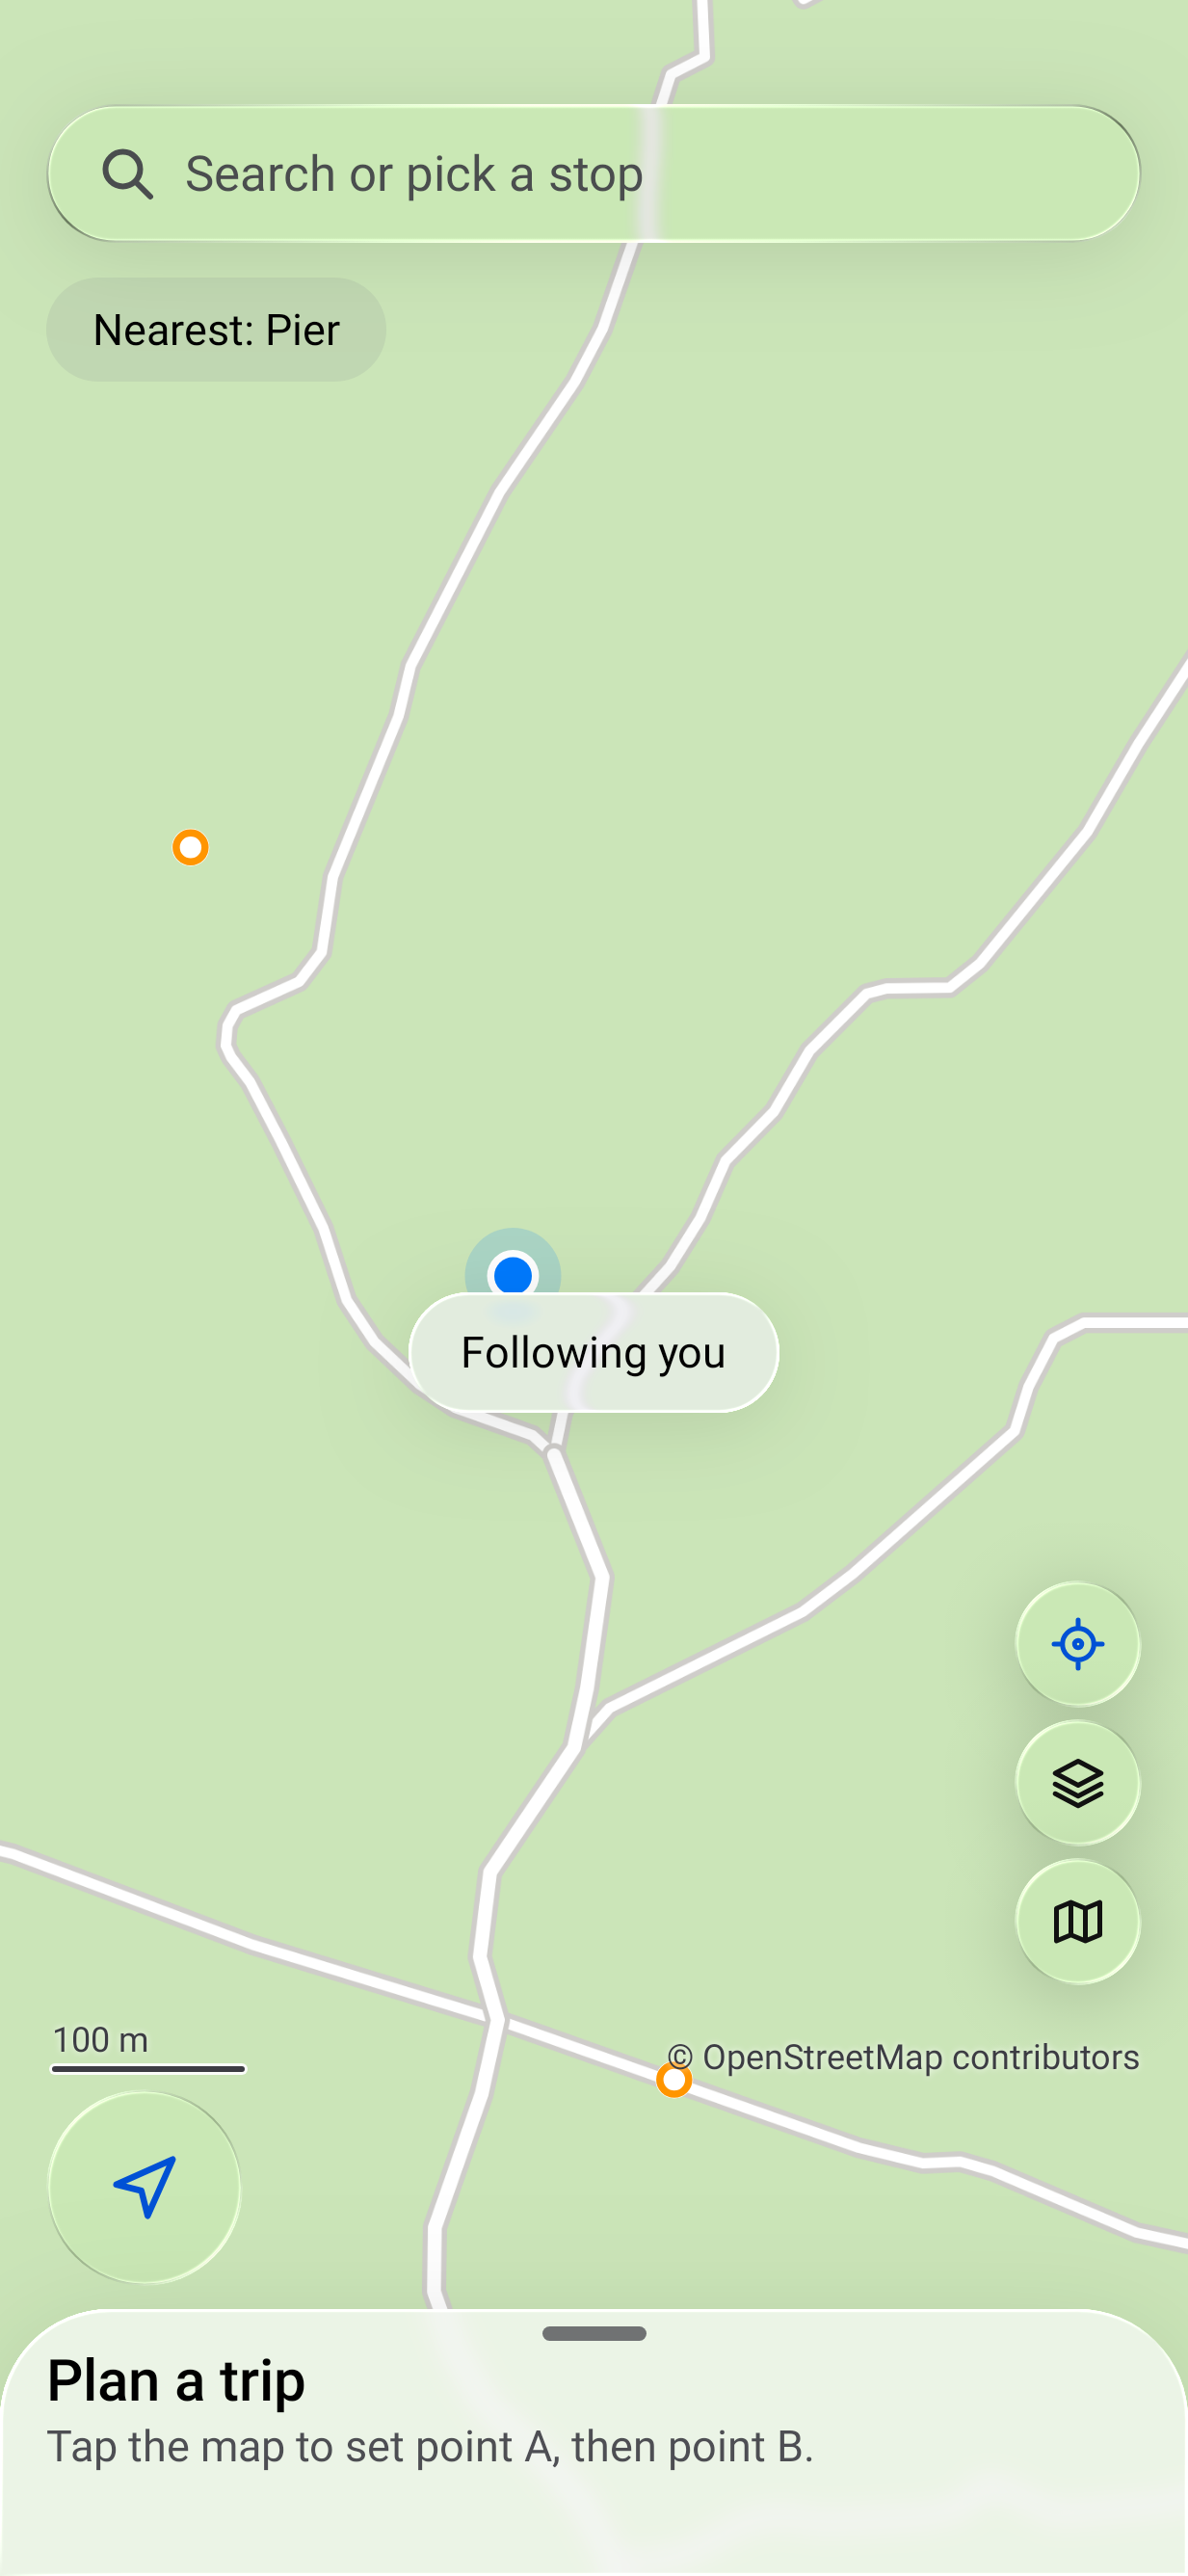 Search or pick a stop
Nearest: Pier
Following you
100 m
© OpenStreetMap contributors
Plan a trip
Tap the map to set point A, then point B.